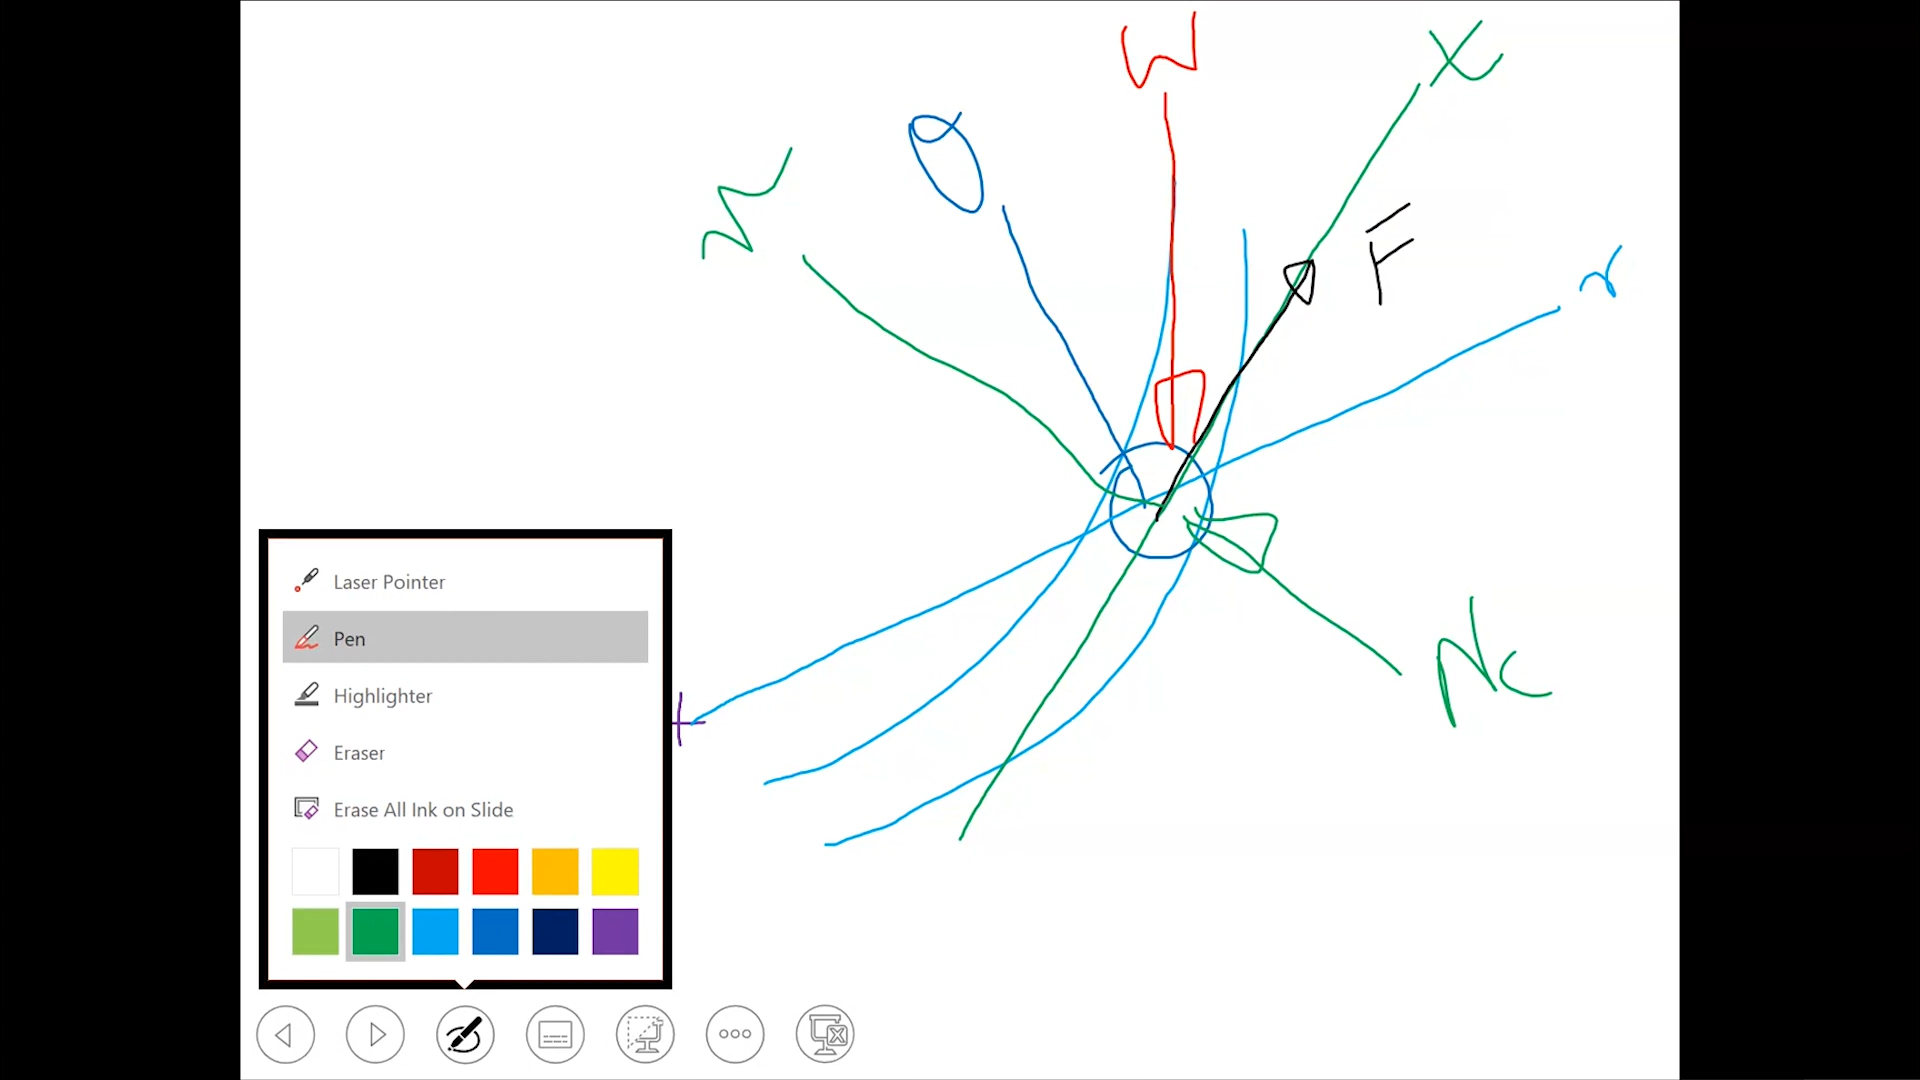 W
t
θ
n
F
r
Laser Pointer
Pen
Highlighter
Eraser
Erase All Ink on Slide
Nc